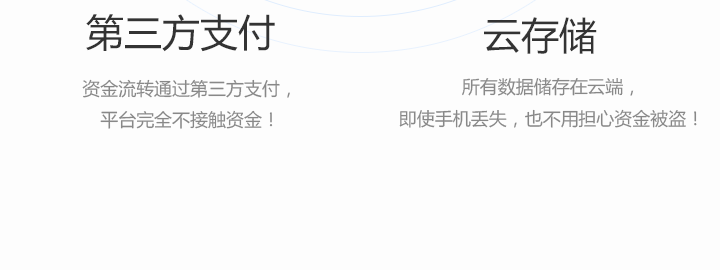 第三方支付
资金流转通过第三方支付，
平台完全不接触资金！
云存储
所有数据储存在云端，
即使手机丢失，也不用担心资金被盗！